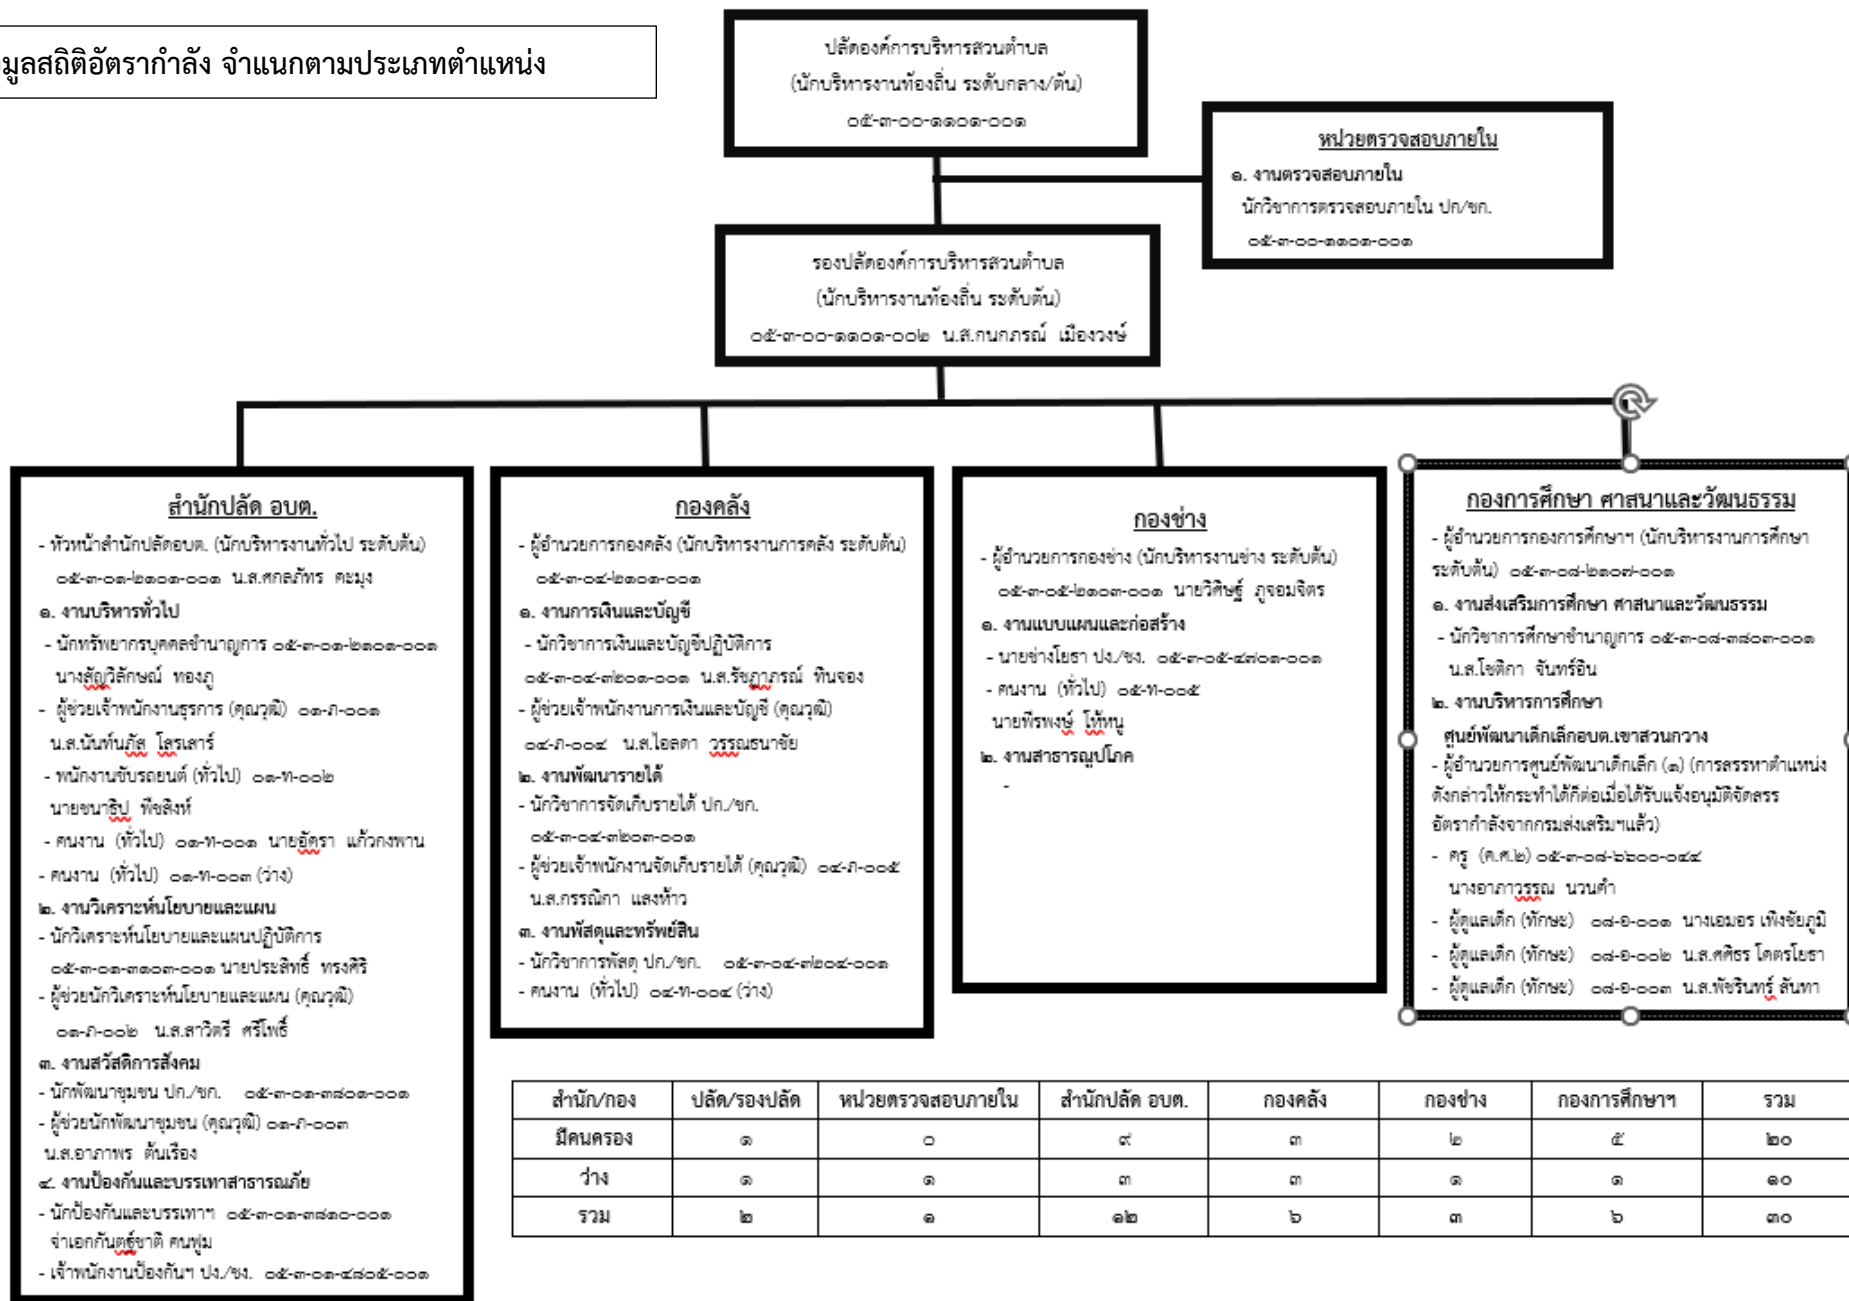 มูลสถิติอัตรากำลัง จำแนกตามประเภทตำแหน่ง
ปลัดองค์การบริหารสวนตำบล
(นักบริหารงานท้องถิ่น ระดับกลาง/ต้น)
๐๕-๓-๐๐-๑๑๐๑-๐๐๑
หน่วยตรวจสอบภายใน
๑. งานตรวจสอบภายใน
นักวิชาการตรวจสอบภายใน ปก/ชก.
๐๕-๓-๐๐-๑๑๐๑-๐๐๑
รองปลัดองค์การบริหารสวนตำบล
(นักบริหารงานท้องถิ่น ระดับต้น)
๐๕-๓-๐๐-๑๑๐๑-๐๐๒ น.ส.กนกภรณ์ เมืองวงษ์
สำนักปลัด อบต.
- หัวหน้าสำนักปลัดอบต. (นักบริหารงานทั่วไป ระดับต้น)
๐๕-๓-๐๑-๒๑๐๑-๐๐๑ น.ส.ศกลภัทร คะมุง
๑. งานบริหารทั่วไป
- นักทรัพยากรบุคคลชำนาญการ ๐๕-๓-๐๑-๒๑๐๑-๐๐๑
นางสัญวิลักษณ์ ทองภู
- ผู้ช่วยเจ้าพนักงานธุรการ (คุณวุฒิ) ๐๑-ภ-๐๐๑
น.ส.นันท์นภัส โสรเสาร์
- พนักงานขับรถยนต์ (ทั่วไป) ๐๑-ท-๐๐๒
นายชนาธิป พืชสิงห์
- คนงาน (ทั่วไป) ๐๑-ท-๐๐๑ นายอัครา แก้วกงพาน
- คนงาน (ทั่วไป) ๐๑-ท-๐๐๓ (ว่าง)
๒. งานวิเคราะห์นโยบายและแผน
- นักวิเคราะห์นโยบายและแผนปฏิบัติการ
๐๕-๓-๐๑-๓๑๐๓-๐๐๑ นายประสิทธิ์ ทรงศิริ
- ผู้ช่วยนักวิเคราะห์นโยบายและแผน (คุณวุฒิ)
๐๑-ภ-๐๐๒ น.ส.สาวิตรี ศรีโพธิ์
๓. งานสวัสดิการสังคม
- นักพัฒนาชุมชน ปก./ชก. ๐๕-๓-๐๑-๓๘๐๑-๐๐๑
- ผู้ช่วยนักพัฒนาชุมชน (คุณวุฒิ) ๐๑-ภ-๐๐๓
น.ส.อาภาพร ต้นเรือง
๔. งานป้องกันและบรรเทาสาธารณภัย
- นักป้องกันและบรรเทาฯ ๐๕-๓-๐๑-๓๘๑๐-๐๐๑
จ่าเอกกันตฐ์ชาติ คนฟุม
- เจ้าพนักงานป้องกันฯ ปง./ชง. ๐๕-๓-๐๑-๔๘๐๕-๐๐๑
กองคลัง
- ผู้อำนวยการกองคลัง (นักบริหารงานการคลัง ระดับต้น)
๐๕-๓-๐๔-๒๑๐๑-๐๐๑
๑. งานการเงินและบัญชี
- นักวิชาการเงินและบัญชีปฏิบัติการ
๐๕-๓-๐๔-๓๒๐๑-๐๐๑ น.ส.รัชฎาภรณ์ ทินจอง
- ผู้ช่วยเจ้าพนักงานการเงินและบัญชี (คุณวุฒิ)
๐๔-ภ-๐๐๔ น.ส.ไอลดา วรรณธนาชัย
๒. งานพัฒนารายได้
- นักวิชาการจัดเก็บรายได้ ปก./ชก.
๐๕-๓-๐๔-๓๒๐๓-๐๐๑
- ผู้ช่วยเจ้าพนักงานจัดเก็บรายได้ (คุณวุฒิ) ๐๔-ภ-๐๐๕
น.ส.กรรณิกา แสงห้าว
๓. งานพัสดุและทรัพย์สิน
- นักวิชาการพัสดุ ปก./ชก. ๐๕-๓-๐๔-๓๒๐๔-๐๐๑
- คนงาน (ทั่วไป) ๐๔-ท-๐๐๔ (ว่าง)
กองช่าง
- ผู้อำนวยการกองช่าง (นักบริหารงานช่าง ระดับต้น)
๐๕-๓-๐๕-๒๑๐๓-๐๐๑ นายวิศิษฐ์ ภูจอมจิตร
๑. งานแบบแผนและก่อสร้าง
- นายช่างโยธา ปง./ชง. ๐๕-๓-๐๕-๔๗๐๑-๐๐๑
- คนงาน (ทั่วไป) ๐๕-ท-๐๐๕
นายพีรพงษ์ โห้หนู
๒. งานสาธารณูปโภค
-
กองการศึกษา ศาสนาและวัฒนธรรม
- ผู้อำนวยการกองการศึกษาฯ (นักบริหารงานการศึกษา
ระดับต้น) ๐๕-๓-๐๘-๒๑๐๗-๐๐๑
๑. งานส่งเสริมการศึกษา ศาสนาและวัฒนธรรม
- นักวิชาการศึกษาชำนาญการ ๐๕-๓-๐๘-๓๘๐๓-๐๐๑
น.ส.โชติกา จันทร์อิน
๒. งานบริหารการศึกษา
ศูนย์พัฒนาเด็กเล็กอบต.เขาสวนกวาง
- ผู้อำนวยการศูนย์พัฒนาเด็กเล็ก (๑) (การสรรหาตำแหน่ง
ดังกล่าวให้กระทำได้ก็ต่อเมื่อได้รับแจ้งอนุมัติจัดสรร
อัตรากำลังจากกรมส่งเสริมฯแล้ว)
- ครู (ค.ศ.๒) ๐๕-๓-๐๘-๖๖๐๐-๐๔๔
นางอาภาวรรณ นวนคำ
- ผู้ดูแลเด็ก (ทักษะ) ๐๘-อ-๐๐๑ นางเอมอร เพิงชัยภูมิ
- ผู้ดูแลเด็ก (ทักษะ) ๐๘-อ-๐๐๒ น.ส.ศศิธร โคตรโยธา
- ผู้ดูแลเด็ก (ทักษะ) ๐๘-อ-๐๐๓ น.ส.พัชรินทร์ สันทา
สำนัก/กอง ปลัด/รองปลัด หน่วยตรวจสอบภายใน สำนักปลัด อบต. กองคลัง กองช่าง กองการศึกษาฯ รวม
มีคนครอง ๑ ๐ ๙ ๓ ๒ ๕ ๒๐
ว่าง ๑ ๑ ๓ ๓ ๑ ๑ ๑๐
รวม ๒ ๑ ๑๒ ๖ ๓ ๖ ๓๐